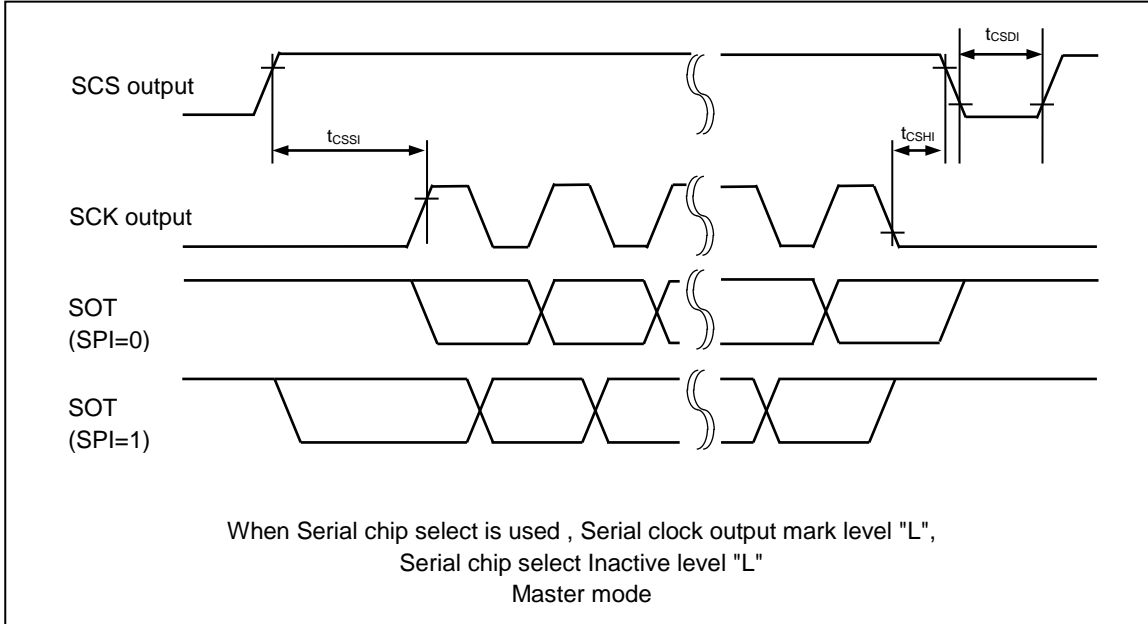 tCSDI
SCS output
tCSSI
tCSHI
SCK output
SOT
(SPI=0)
SOT
(SPI=1)
When Serial chip select is used , Serial clock output mark level "L",
Serial chip select Inactive level "L"
Master mode